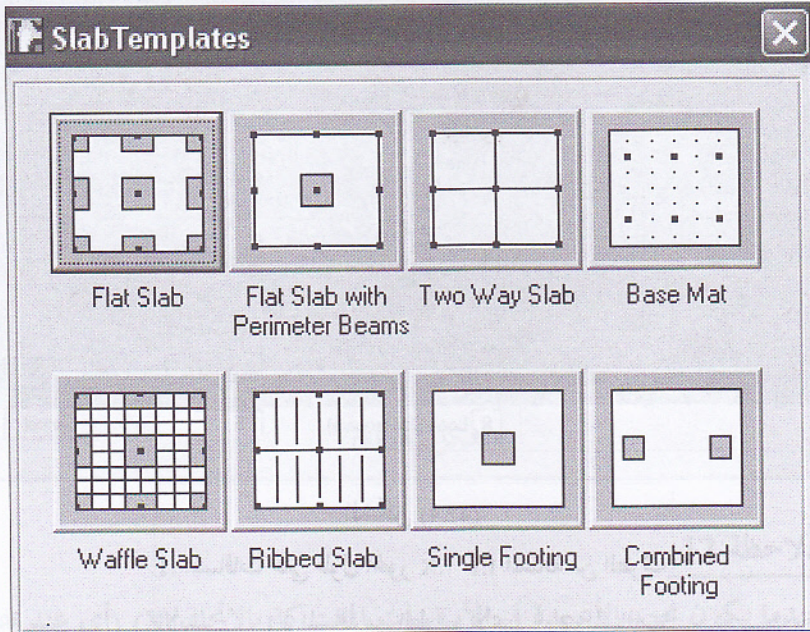 SlabTemplates
Flat Slab
Flat Slab with
Perimeter Beams
Two Way Slab
Base Mat
Waffle Slab
Ribbed Slab
Single Footing
Combined
Footing